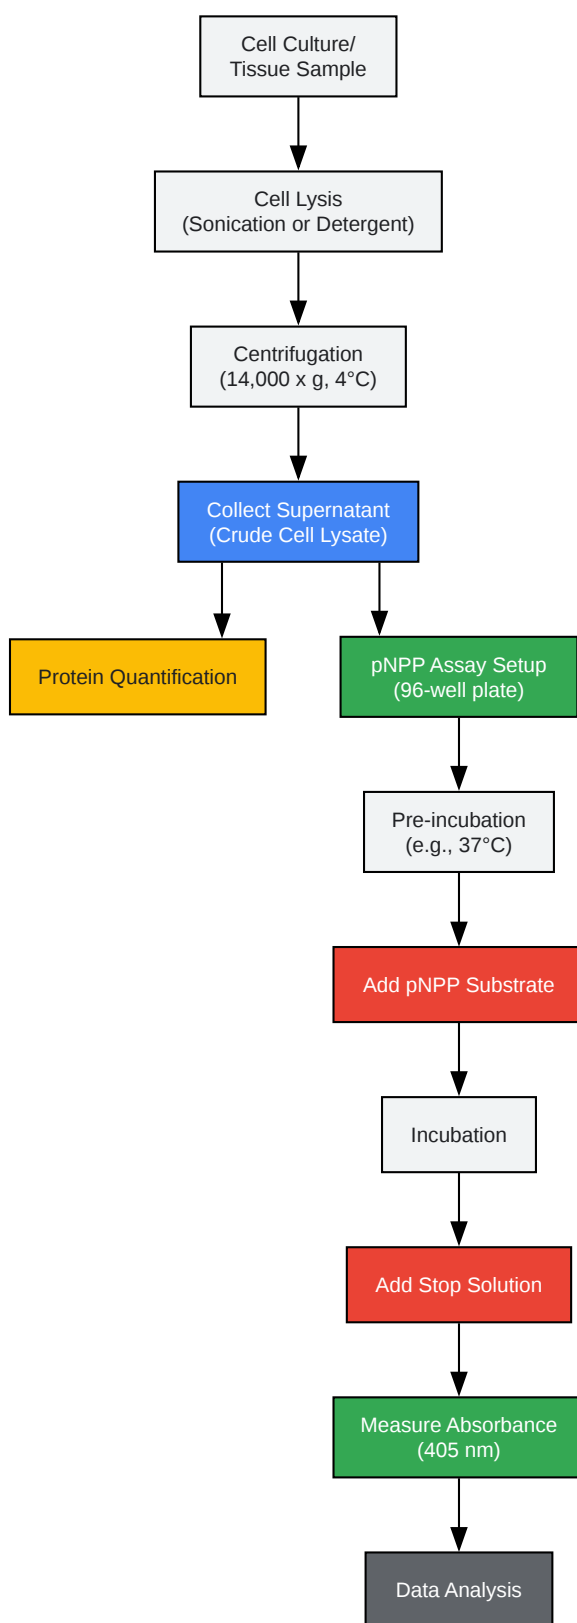 Cell Culture/
Tissue Sample
Cell Lysis
(Sonication or Detergent)
Centrifugation
(14,000 x g, 4°C)
Collect Supernatant
(Crude Cell Lysate)
Protein Quantification
pNPP Assay Setup
(96-well plate)
Pre-incubation
(e.g., 37°C)
Add pNPP Substrate
Incubation
Add Stop Solution
Measure Absorbance
(405 nm)
Data Analysis